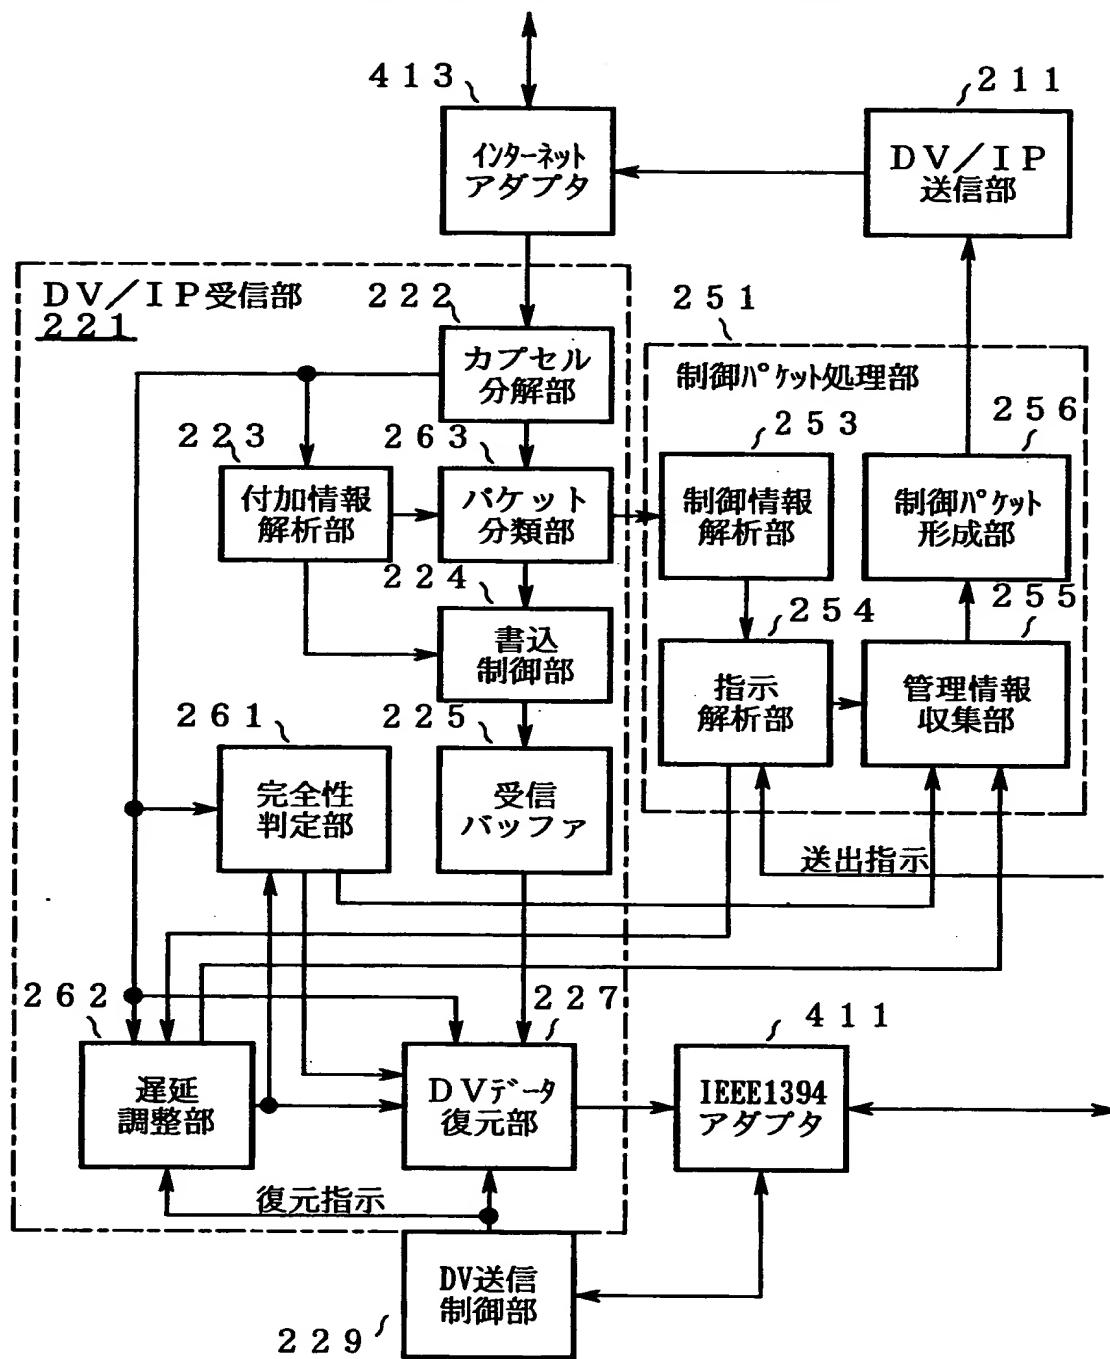 413
インターネット
アダプタ
211
DV/IP
送信部
DV/IP受信部
221
222
カプセル
分解部
251
制御パケット処理部
223
付加情報
解析部
263
パケット
分類部
253
制御情報
解析部
256
制御パケット
形成部
224
書込
制御部
254
指示
解析部
255
管理情報
収集部
261
完全性
判定部
225
受信
バッファ
送出指示
262
遅延
調整部
227
DVデータ
復元部
411
IEEE1394
アダプタ
復元指示
DV送信
制御部
229